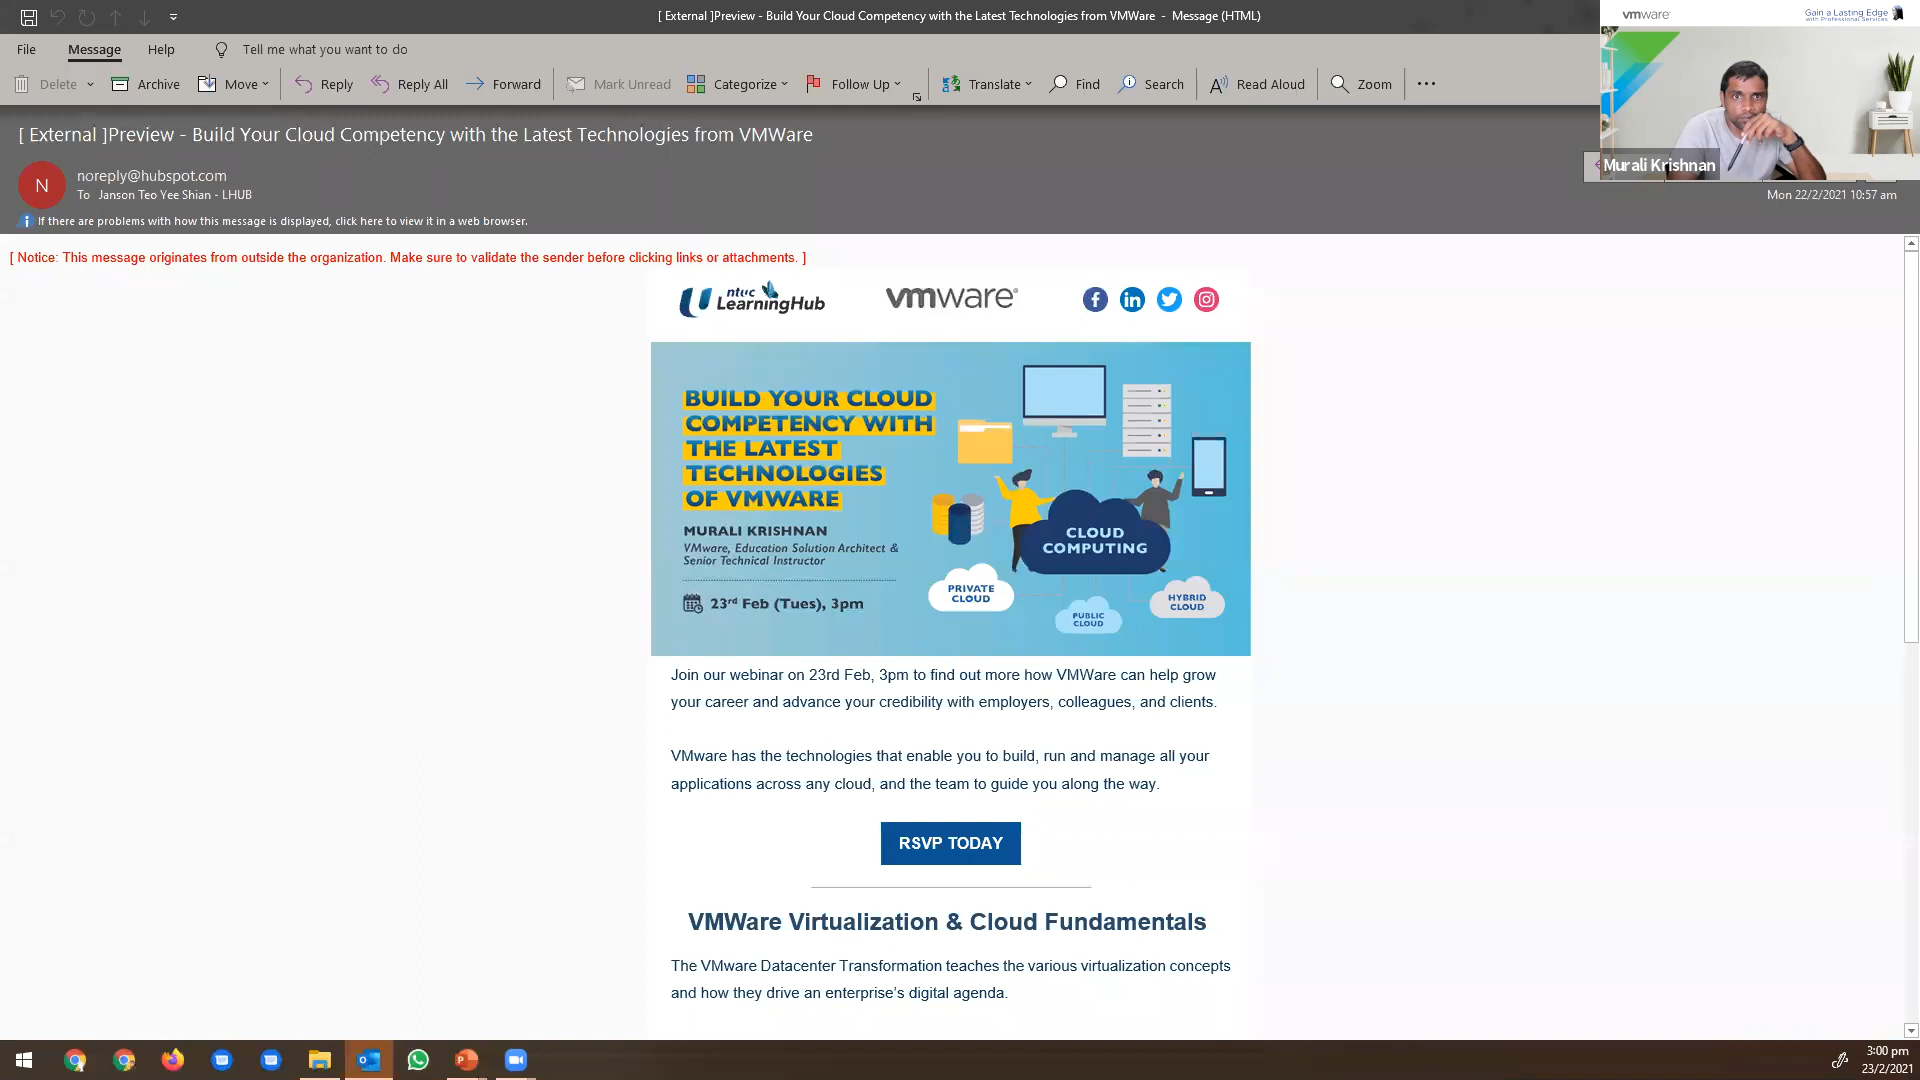 [ External ]Preview - Build Your Cloud Competency with the Latest Technologies from VMWare - Message (HTML)
File Message Help Tell me what you want to do
Delete Archive Move Reply Reply All Forward Mark Unread Categorize Follow Up Translate Find Search Read Aloud Zoom
vmware
Gain a Lasting Edge
with Professional Services
Murali Krishnan
[ External ]Preview - Build Your Cloud Competency with the Latest Technologies from VMWare
N
noreply@hubspot.com
To Janson Teo Yee Shian - LHUB
Mon 22/2/2021 10:57 am
If there are problems with how this message is displayed, click here to view it in a web browser.
[ Notice: This message originates from outside the organization. Make sure to validate the sender before clicking links or attachments. ]
ntuc
LearningHub
vmware
BUILD YOUR CLOUD
COMPETENCY WITH
THE LATEST
TECHNOLOGIES
OF VMWARE
MURALI KRISHNAN
VMware, Education Solution Architect &
Senior Technical Instructor
23rd Feb (Tues), 3pm
CLOUD
COMPUTING
PRIVATE
CLOUD
PUBLIC
CLOUD
HYBRID
CLOUD
Join our webinar on 23rd Feb, 3pm to find out more how VMWare can help grow
your career and advance your credibility with employers, colleagues, and clients.
VMware has the technologies that enable you to build, run and manage all your
applications across any cloud, and the team to guide you along the way.
RSVP TODAY
VMWare Virtualization & Cloud Fundamentals
The VMware Datacenter Transformation teaches the various virtualization concepts
and how they drive an enterprise's digital agenda.
3:00 pm
23/2/2021